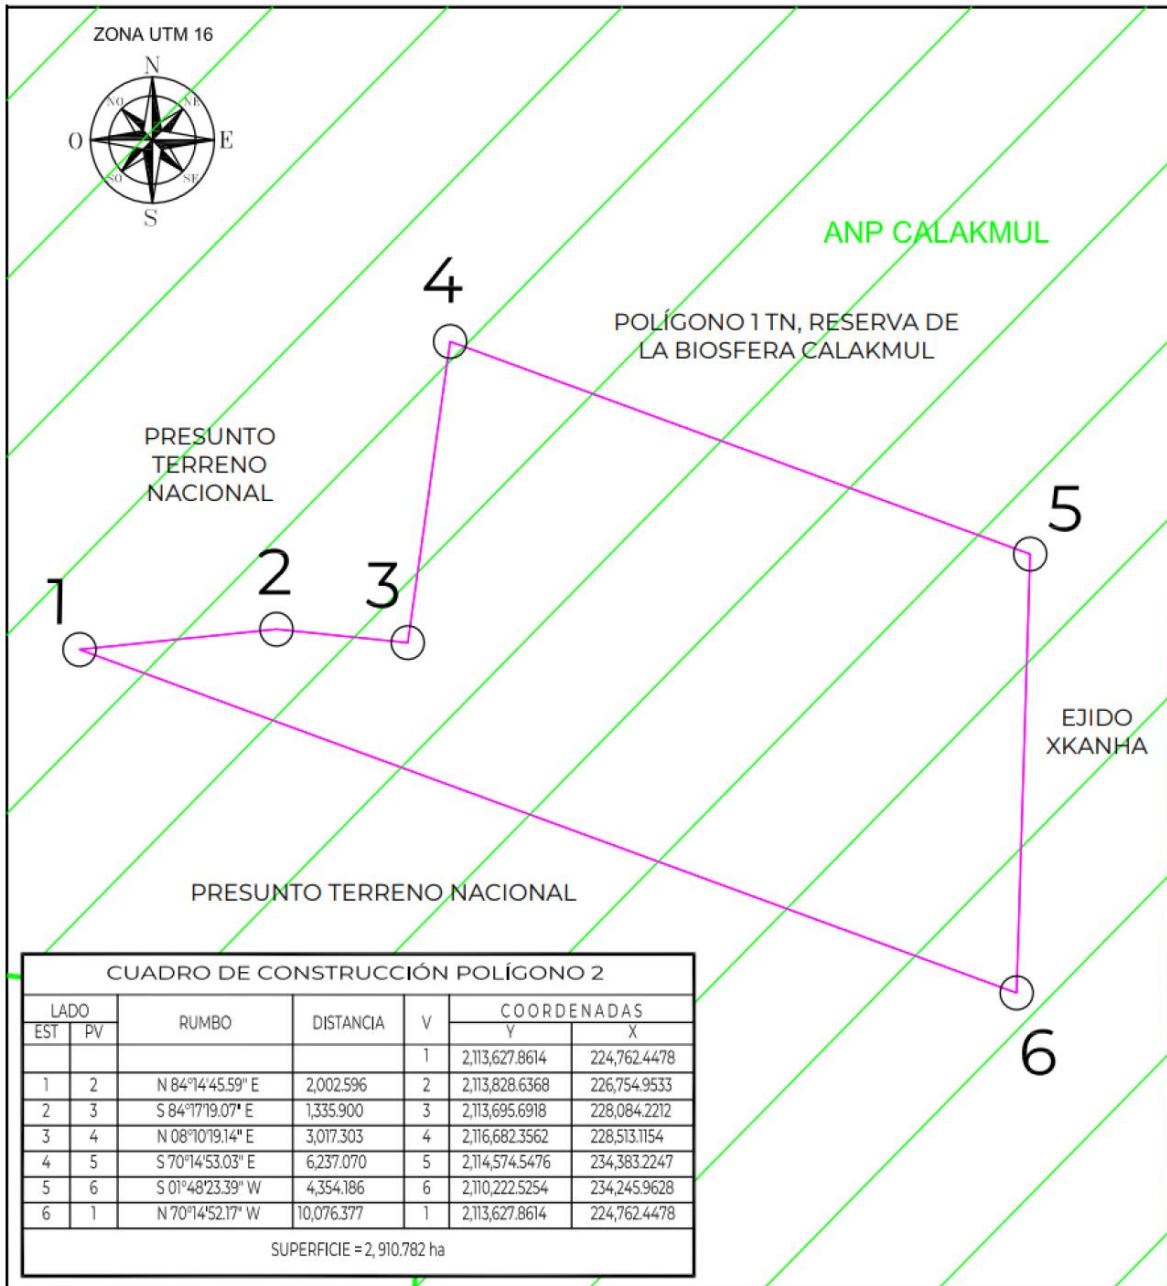 ZONA UTM 16
N
NO NE
O E
SO SE
S
ANP CALAKMUL
4
POLÍGONO 1 TN, RESERVA DE
LA BIOSFERA CALAKMUL
PRESUNTO
TERRENO
NACIONAL
5
2
3
1
EJIDO
XKANHA
PRESUNTO TERRENO NACIONAL
6
CUADRO DE CONSTRUCCIÓN POLÍGONO 2
LADO RUMBO DISTANCIA V COORDENADAS
EST PV Y X
1 2,113,627.8614 224,762.4478
1 2 N 84°14'45.59" E 2,002.596 2 2,113,828.6368 226,754.9533
2 3 S 84°17'19.07" E 1,335.900 3 2,113,695.6918 228,084.2212
3 4 N 08°10'19.14" E 3,017.303 4 2,116,682.3562 228,513.1154
4 5 S 70°14'53.03" E 6,237.070 5 2,114,574.5476 234,383.2247
5 6 S 01°48'23.39" W 4,354.186 6 2,110,222.5254 234,245.9628
6 1 N 70°14'52.17" W 10,076.377 1 2,113,627.8614 224,762.4478
SUPERFICIE = 2, 910.782 ha